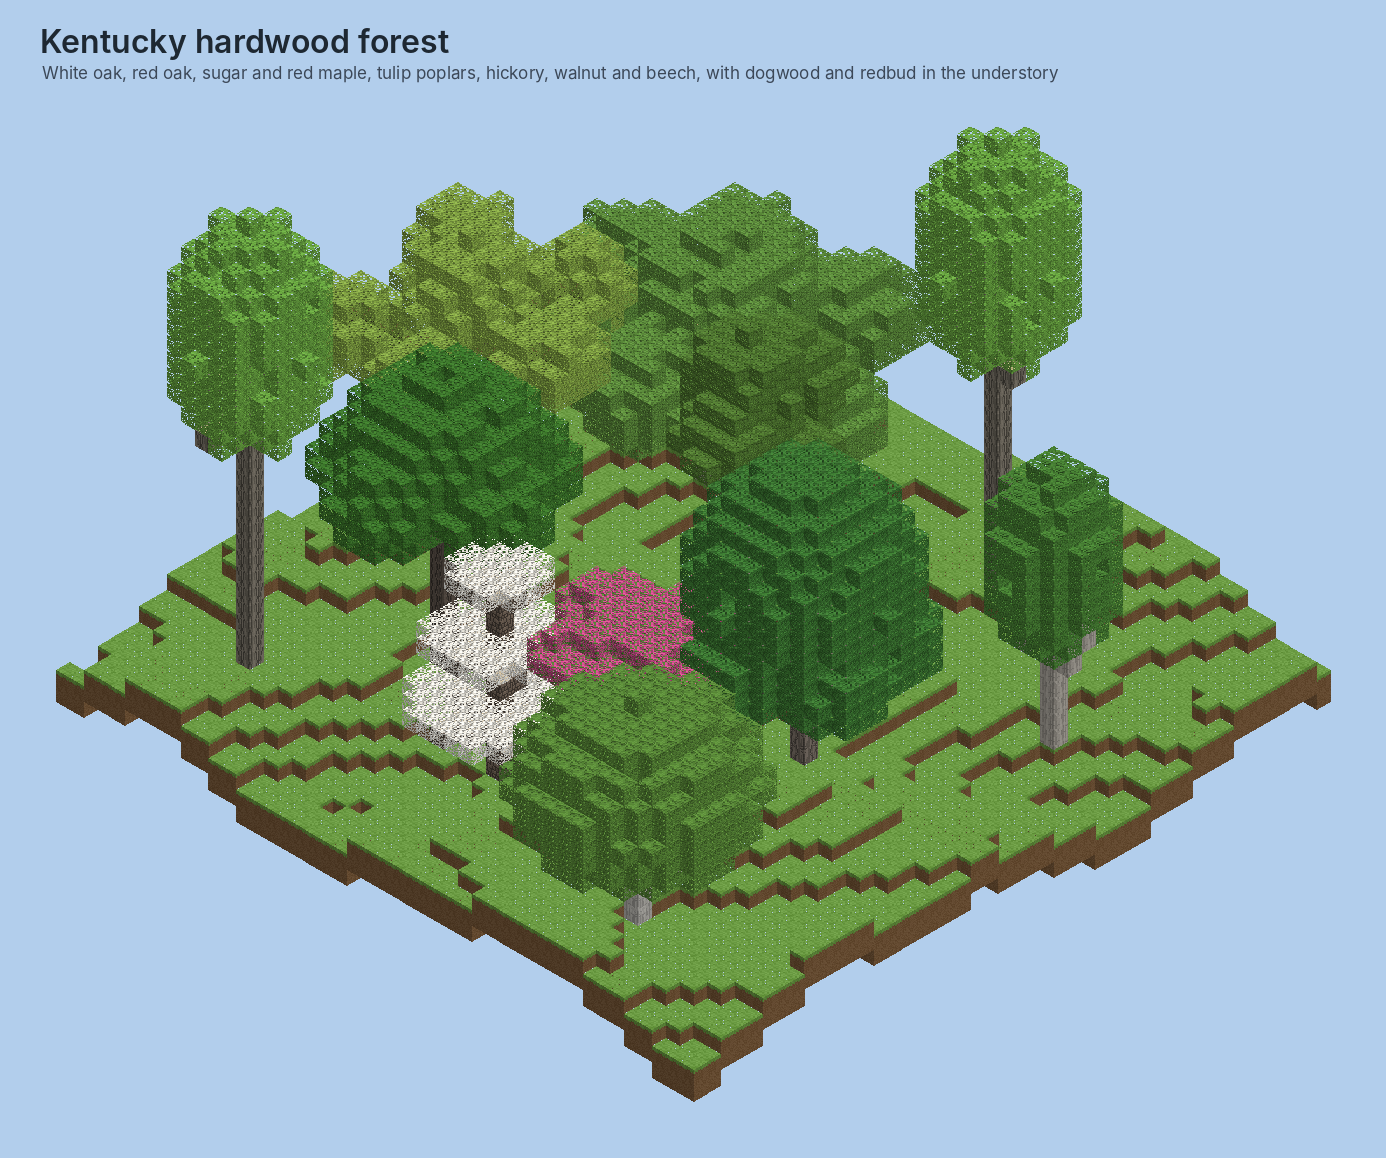 Kentucky hardwood forest
White oak, red oak, sugar and red maple, tulip poplars, hickory, walnut and beech, with dogwood and redbud in the understory